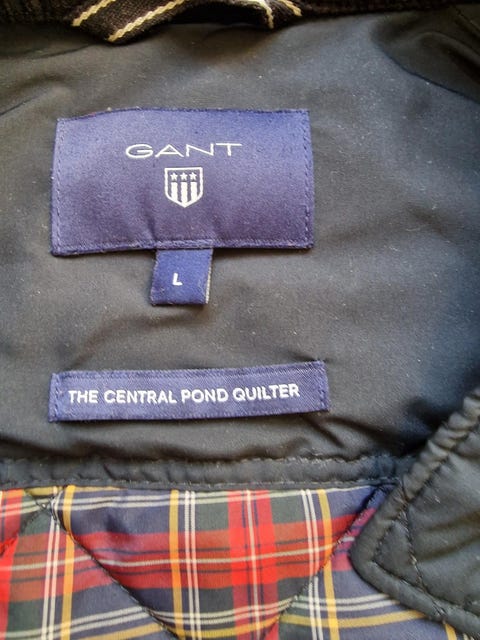 GANT
L
THE CENTRAL POND QUILTER